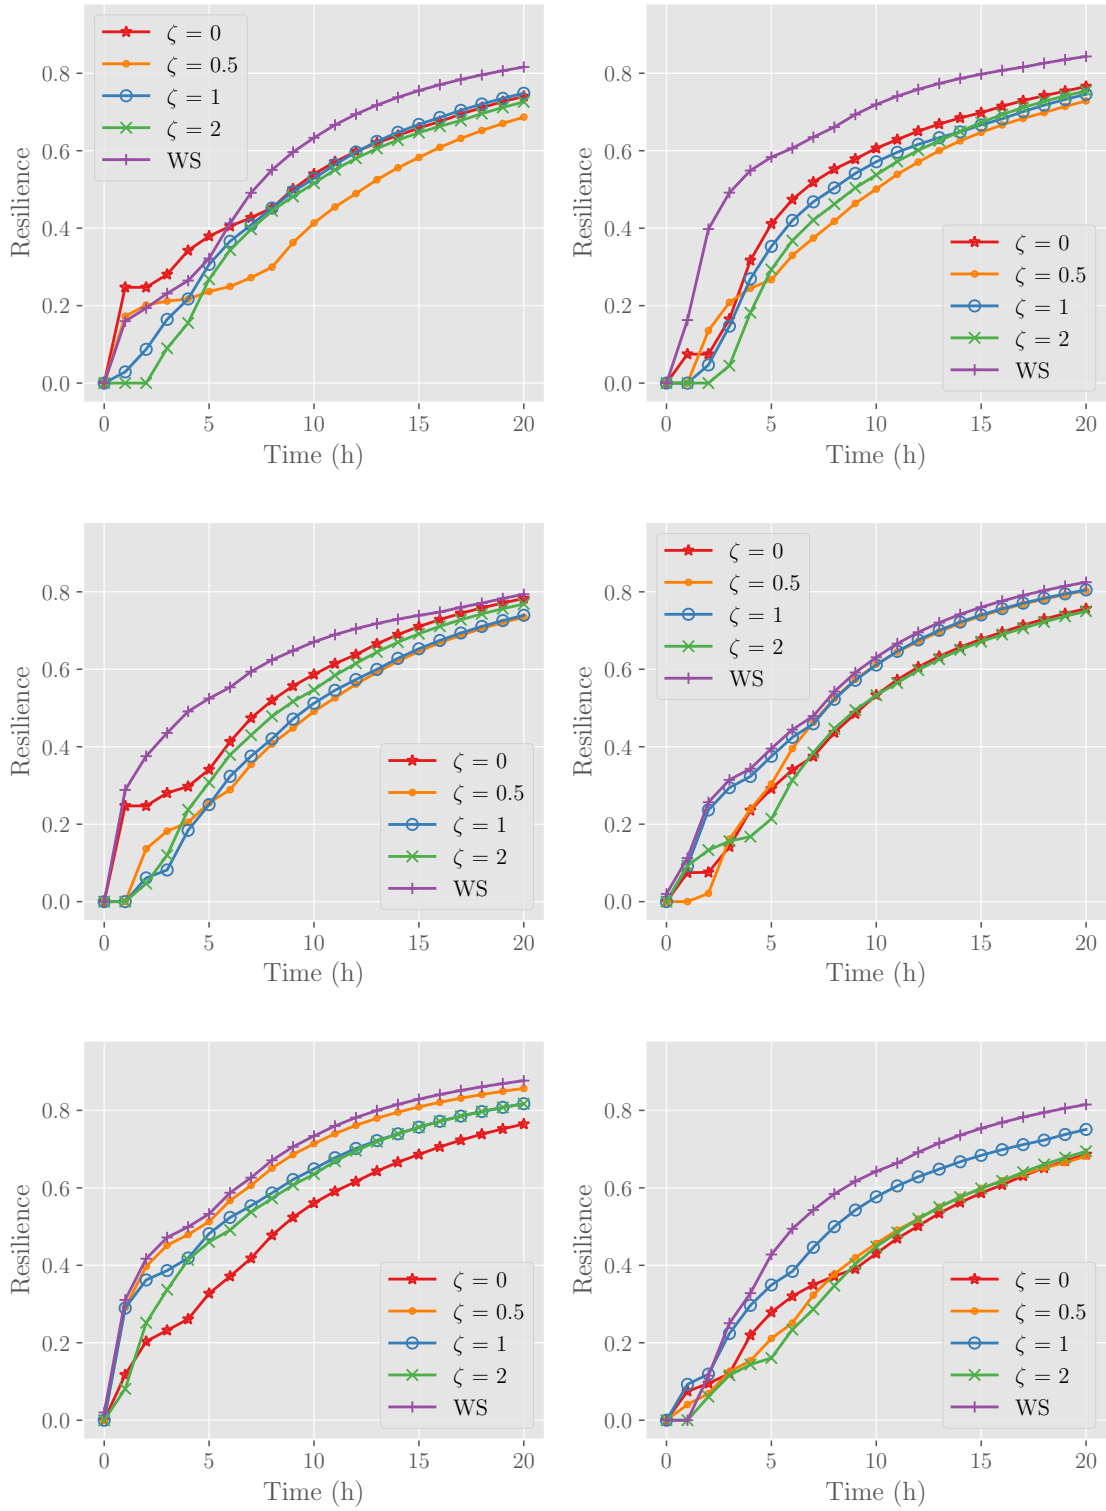 ζ = 0
ζ = 0.5
ζ = 1
ζ = 2
WS
0.8
0.6
0.4
0.2
0.0
Resilience
0 5 10 15 20
Time (h)
0.8
0.6
0.4
0.2
0.0
Resilience
ζ = 0
ζ = 0.5
ζ = 1
ζ = 2
WS
0 5 10 15 20
Time (h)
0.8
0.6
0.4
0.2
0.0
Resilience
ζ = 0
ζ = 0.5
ζ = 1
ζ = 2
WS
0 5 10 15 20
Time (h)
ζ = 0
ζ = 0.5
ζ = 1
ζ = 2
WS
0.8
0.6
0.4
0.2
0.0
Resilience
0 5 10 15 20
Time (h)
0.8
0.6
0.4
0.2
0.0
Resilience
ζ = 0
ζ = 0.5
ζ = 1
ζ = 2
WS
0 5 10 15 20
Time (h)
0.8
0.6
0.4
0.2
0.0
Resilience
ζ = 0
ζ = 0.5
ζ = 1
ζ = 2
WS
0 5 10 15 20
Time (h)